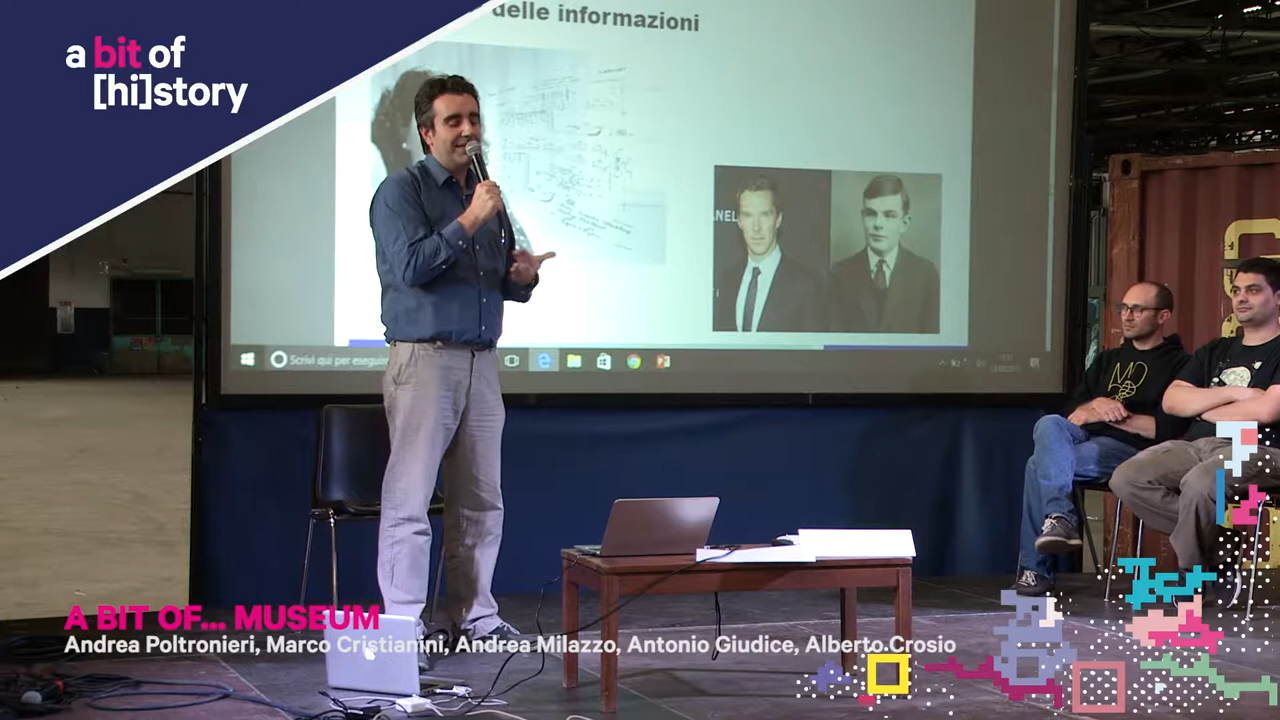 a bit of
[hi]story
delle informazioni
ANEL
Scrivi qui per eseguire
A BIT OF... MUSEUM
Andrea Poltronieri, Marco Cristianini, Andrea Milazzo, Antonio Giudice, Alberto Crosio